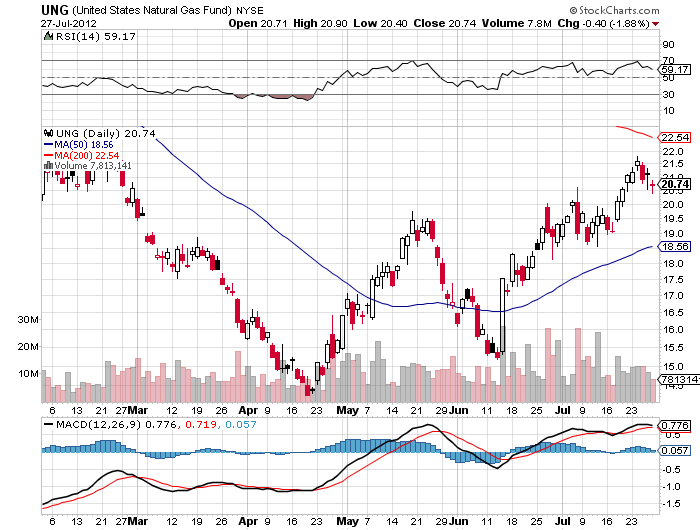 UNG (United States Natural Gas Fund) NYSE © StockCharts.com
27-Jul-2012 Open 20.71 High 20.90 Low 20.40 Close 20.74 Volume 7.8M Chg -0.40 (-1.88%)
RSI(14) 59.17
90
70
59.17
50
30
10
UNG (Daily) 20.74
MA(50) 18.56
MA(200) 22.54
Volume 7,813,141
22.54
22.0
21.5
21.0
20.74
20.0
19.5
19.0
18.56
18.0
17.5
17.0
16.5
16.0
15.5
15.0
14.0
7813141
30M
20M
10M
6 13 21 27 Mar 12 19 26 Apr 9 16 23 May 7 14 21 Jun 11 18 25 Jul 9 16 23
MACD(12,26,9) 0.776, 0.719, 0.057
0.776
0.5
0.057
-0.5
-1.0
-1.5
6 13 21 27 Mar 12 19 26 Apr 9 16 23 May 7 14 21 Jun 11 18 25 Jul 9 16 23